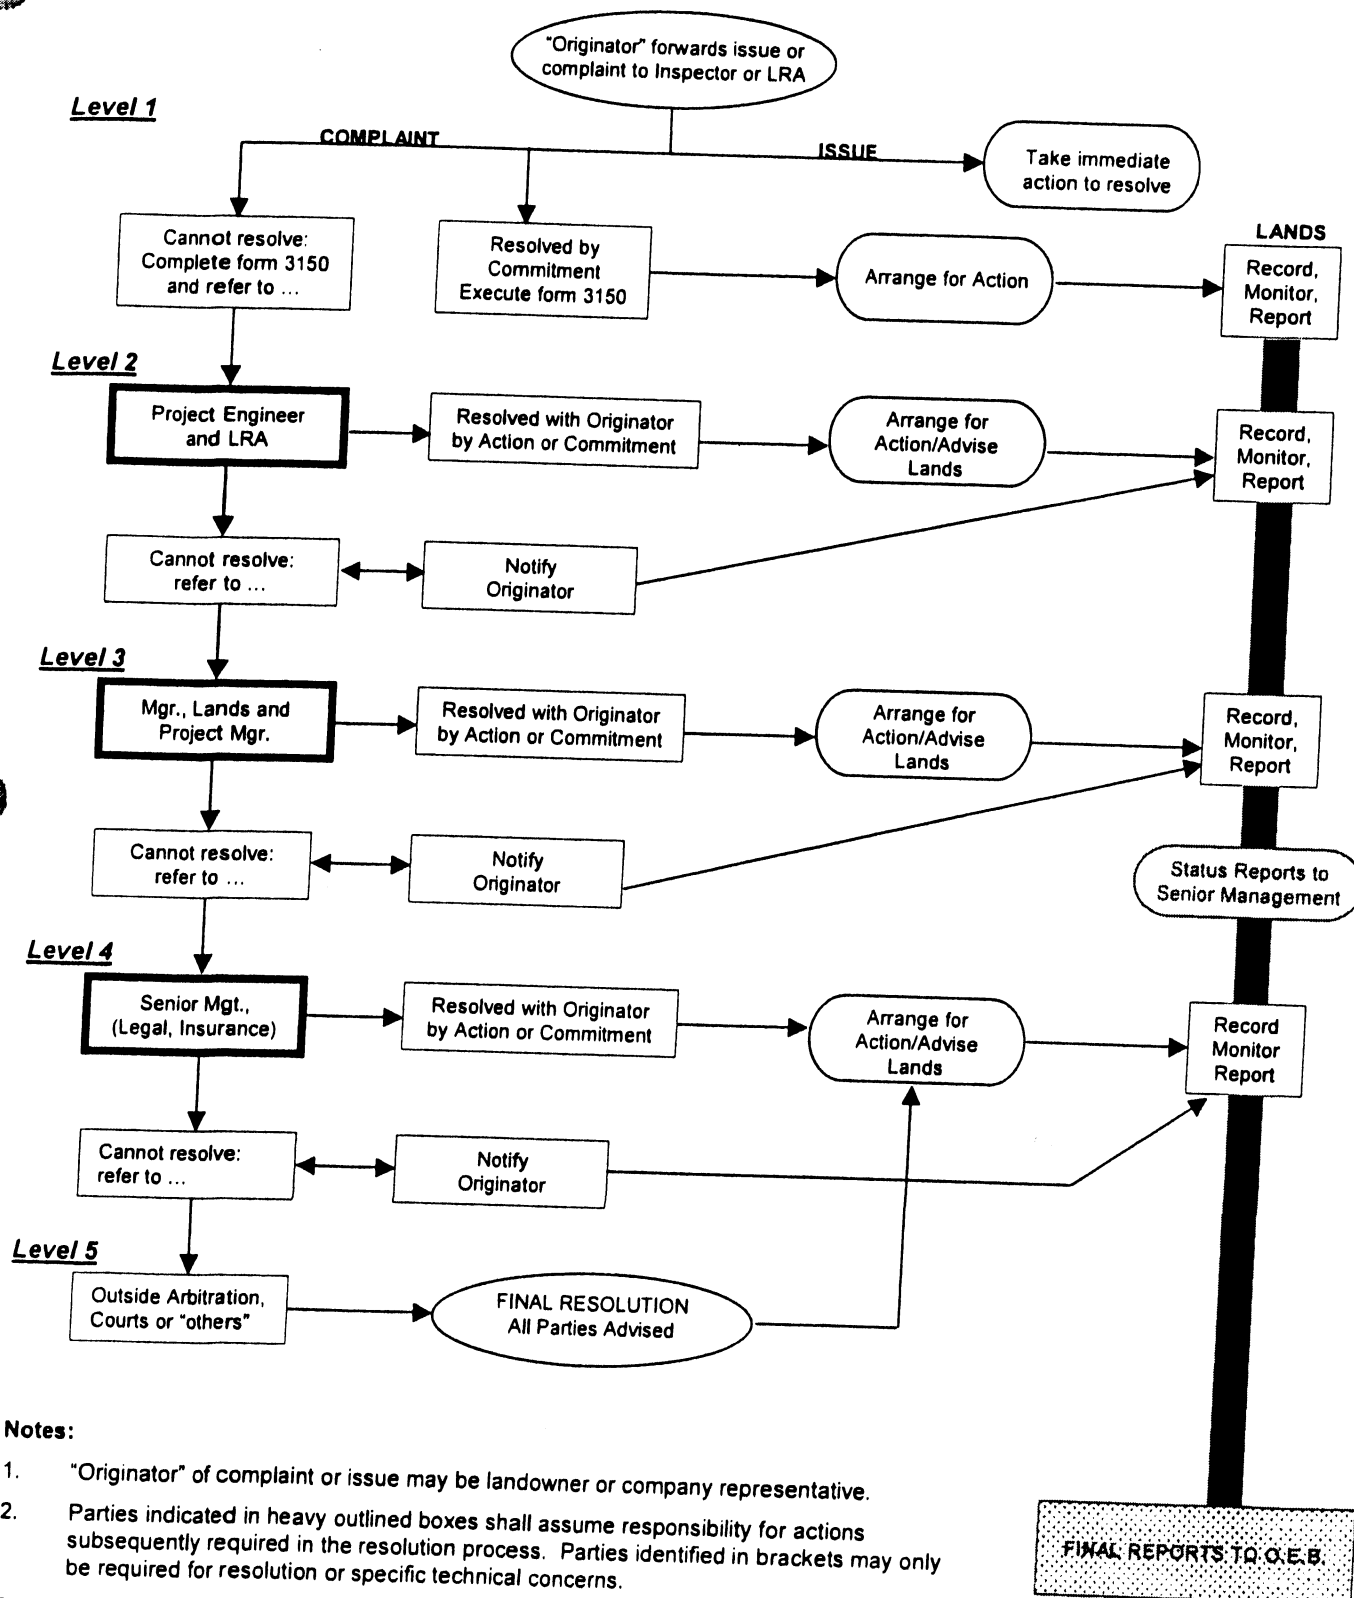 "Originator" forwards issue or
complaint to Inspector or LRA
Level 1
COMPLAINT
ISSUE
Take immediate
action to resolve
Cannot resolve:
Complete form 3150
and refer to ...
Resolved by
Commitment
Execute form 3150
Arrange for Action
LANDS
Record,
Monitor,
Report
Level 2
Project Engineer
and LRA
Resolved with Originator
by Action or Commitment
Arrange for
Action/Advise
Lands
Record,
Monitor,
Report
Cannot resolve:
refer to ...
Notify
Originator
Level 3
Mgr., Lands and
Project Mgr.
Resolved with Originator
by Action or Commitment
Arrange for
Action/Advise
Lands
Record,
Monitor,
Report
Cannot resolve:
refer to ...
Notify
Originator
Status Reports to
Senior Management
Level 4
Senior Mgt.,
(Legal, Insurance)
Resolved with Originator
by Action or Commitment
Arrange for
Action/Advise
Lands
Record
Monitor
Report
Cannot resolve:
refer to ...
Notify
Originator
Level 5
Outside Arbitration,
Courts or "others"
FINAL RESOLUTION
All Parties Advised
Notes:
1. "Originator" of complaint or issue may be landowner or company representative.
2. Parties indicated in heavy outlined boxes shall assume responsibility for actions
subsequently required in the resolution process. Parties identified in brackets may only
be required for resolution or specific technical concerns.
FINAL REPORTS TO O.E.B.